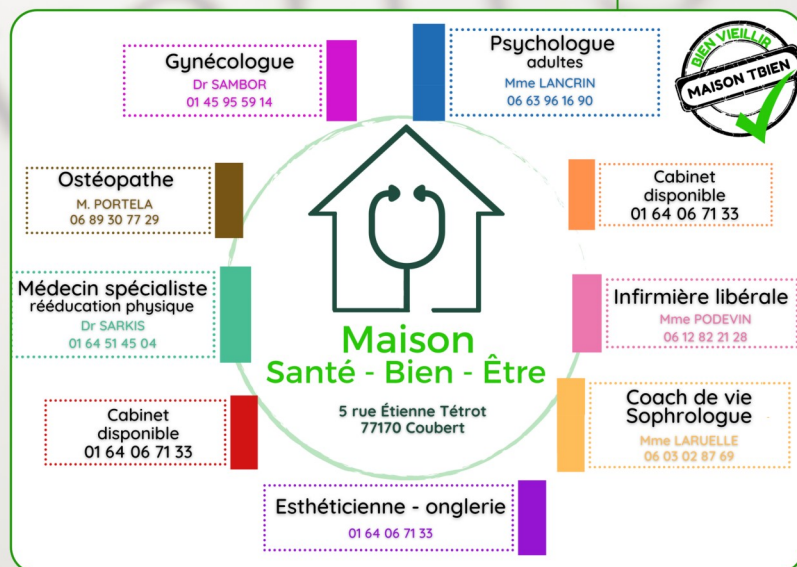 Gynécologue
Dr SAMBOR
01 45 95 59 14
Psychologue
adultes
Mme LANCRIN
06 63 96 16 90
BIEN VIEILLIR
MAISON TBIEN
Ostéopathe
M. PORTELA
06 89 30 77 29
Cabinet
disponible
01 64 06 71 33
Médecin spécialiste
rééducation physique
Dr SARKIS
01 64 51 45 04
Infirmière libérale
Mme PODEVIN
06 12 82 21 28
Maison
Santé - Bien - Être
5 rue Étienne Tétrot
77170 Coubert
Cabinet
disponible
01 64 06 71 33
Coach de vie
Sophrologue
Mme LARUELLE
06 03 02 87 69
Esthéticienne - onglerie
01 64 06 71 33